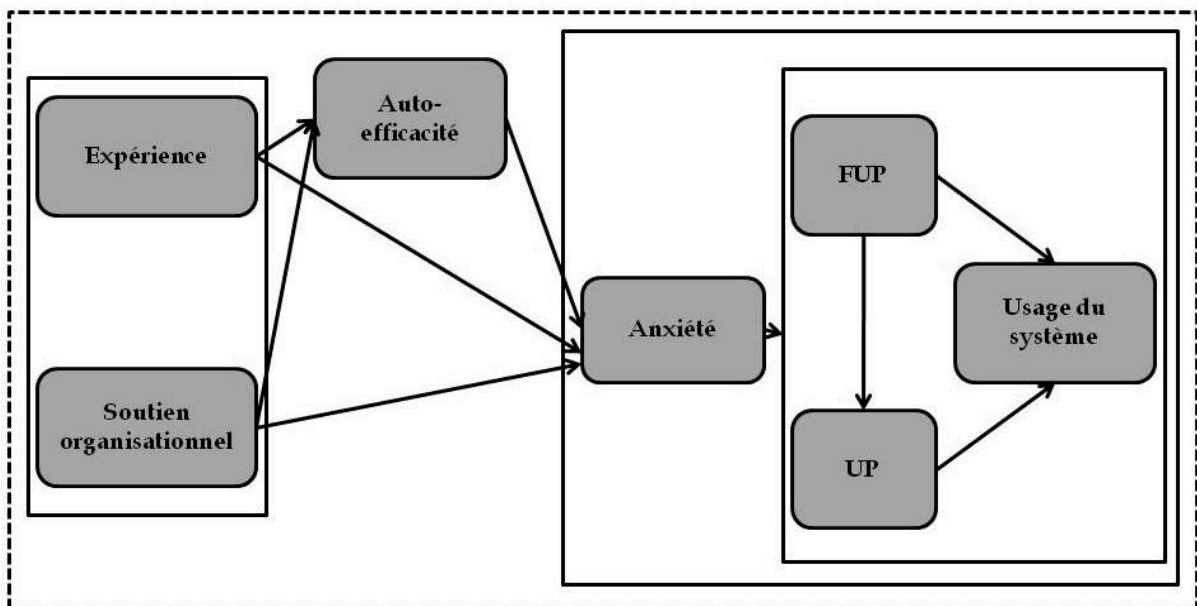 Expérience
Auto-
efficacité
Soutien
organisationnel
Anxiété
FUP
UP
Usage du
système